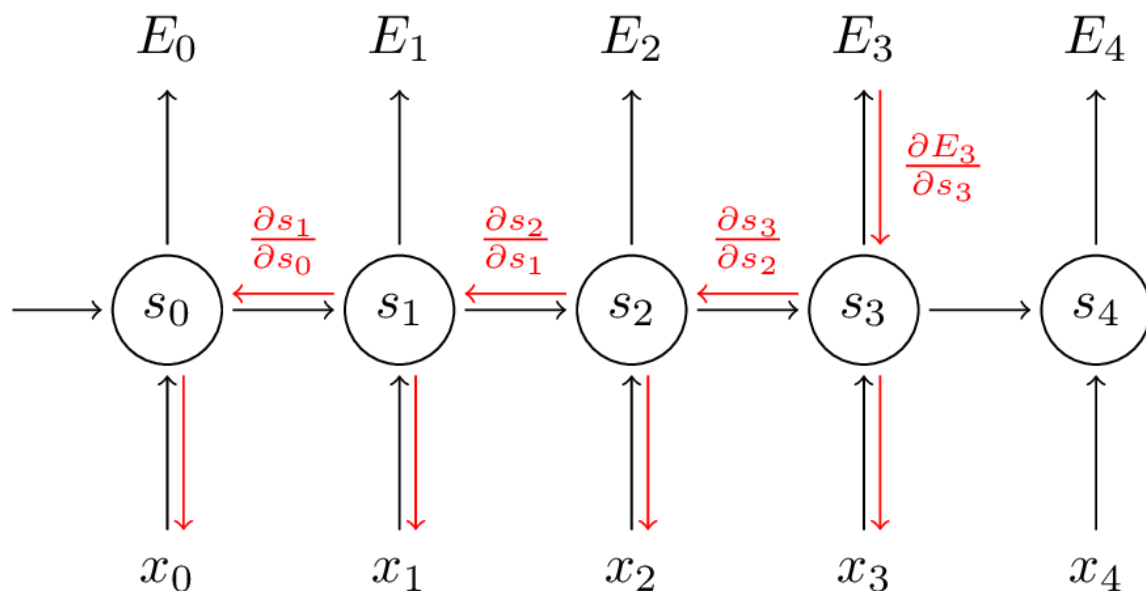 E₀ E₁ E₂ E₃ E₄
∂E₃/∂s₃
∂s₁/∂s₀ ∂s₂/∂s₁ ∂s₃/∂s₂
s₀ s₁ s₂ s₃ s₄
x₀ x₁ x₂ x₃ x₄